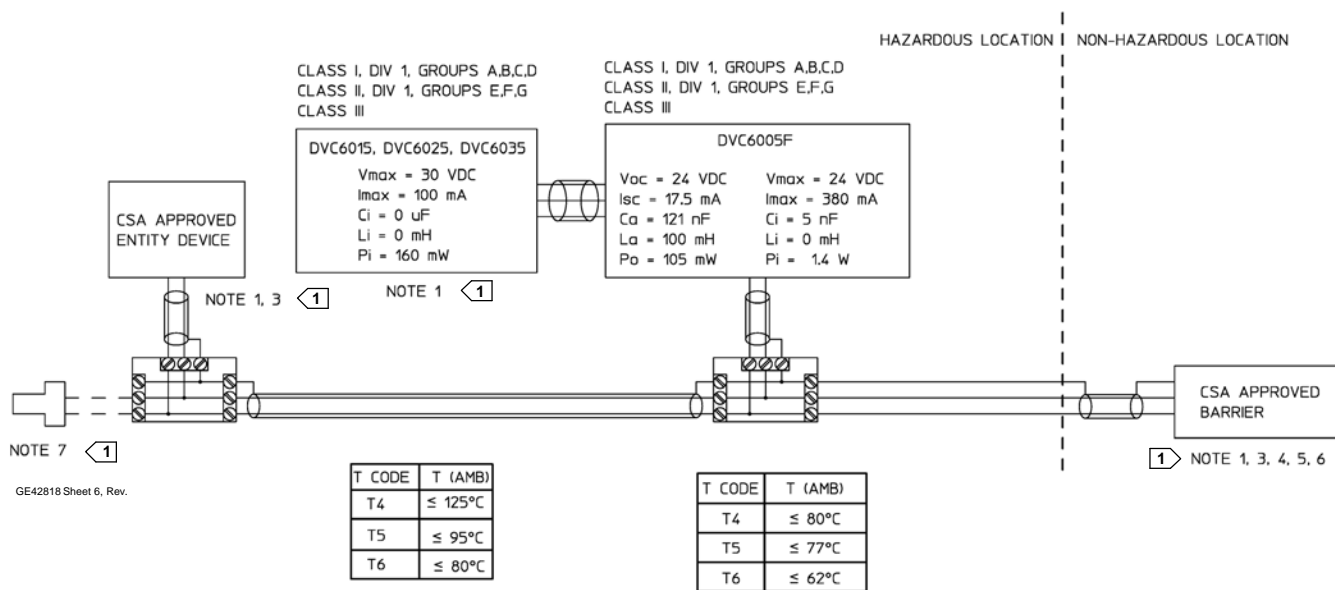 HAZARDOUS LOCATION
NON-HAZARDOUS LOCATION
CLASS I, DIV 1, GROUPS A,B,C,D
CLASS II, DIV 1, GROUPS E,F,G
CLASS III
CLASS I, DIV 1, GROUPS A,B,C,D
CLASS II, DIV 1, GROUPS E,F,G
CLASS III
DVC6015, DVC6025, DVC6035
Vmax = 30 VDC
Imax = 100 mA
Ci = 0 uF
Li = 0 mH
Pi = 160 mW
DVC6005F
Voc = 24 VDC
Isc = 17.5 mA
Ca = 121 nF
La = 100 mH
Po = 105 mW
Vmax = 24 VDC
Imax = 380 mA
Ci = 5 nF
Li = 0 mH
Pi = 1.4 W
CSA APPROVED
ENTITY DEVICE
NOTE 1, 3 1
NOTE 1 1
CSA APPROVED
BARRIER
NOTE 7 1
1 NOTE 1, 3, 4, 5, 6
GE42818 Sheet 6, Rev.
T CODE T (AMB)
T4 ≤ 125°C
T5 ≤ 95°C
T6 ≤ 80°C
T CODE T (AMB)
T4 ≤ 80°C
T5 ≤ 77°C
T6 ≤ 62°C